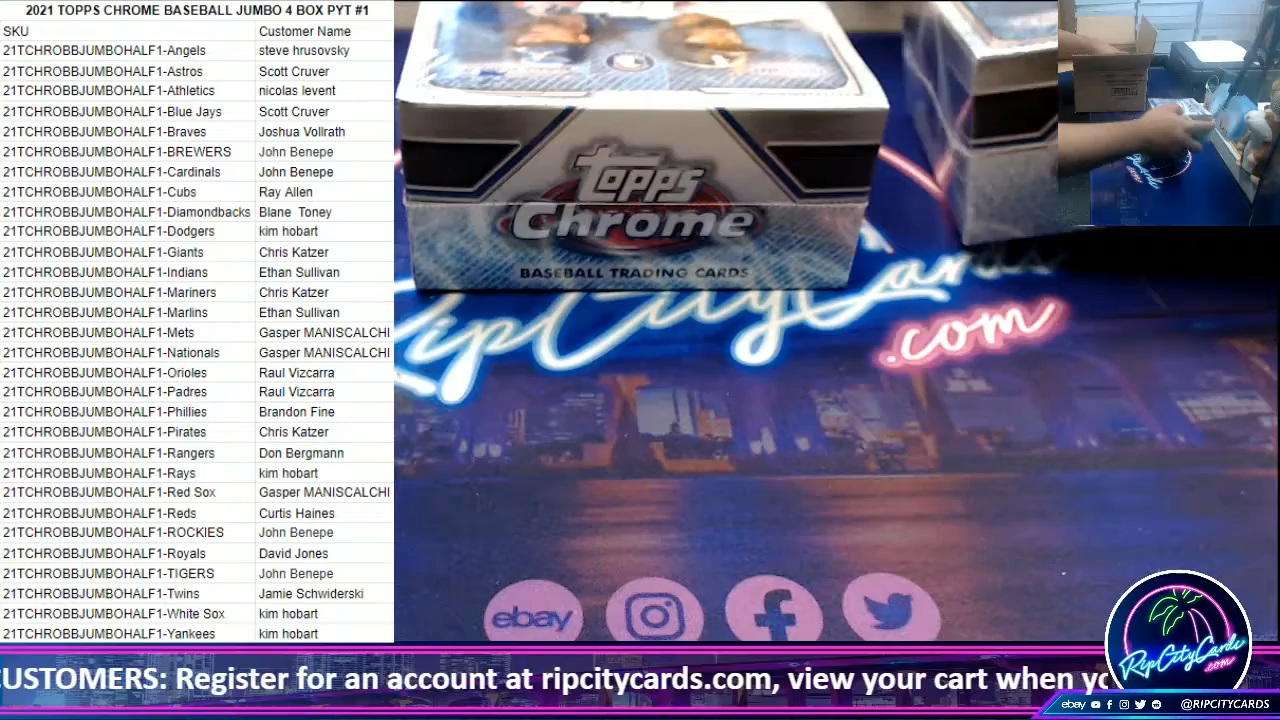 2021 TOPPS CHROME BASEBALL JUMBO 4 BOX PYT #1
SKU Customer Name
21TCHROBBJUMBOHALF1-Angels steve hrusovsky
21TCHROBBJUMBOHALF1-Astros Scott Cruver
21TCHROBBJUMBOHALF1-Athletics nicolas levent
21TCHROBBJUMBOHALF1-Blue Jays Scott Cruver
21TCHROBBJUMBOHALF1-Braves Joshua Vollrath
21TCHROBBJUMBOHALF1-BREWERS John Benepe
21TCHROBBJUMBOHALF1-Cardinals John Benepe
21TCHROBBJUMBOHALF1-Cubs Ray Allen
21TCHROBBJUMBOHALF1-Diamondbacks Blane Toney
21TCHROBBJUMBOHALF1-Dodgers kim hobart
21TCHROBBJUMBOHALF1-Giants Chris Katzer
21TCHROBBJUMBOHALF1-Indians Ethan Sullivan
21TCHROBBJUMBOHALF1-Mariners Chris Katzer
21TCHROBBJUMBOHALF1-Marlins Ethan Sullivan
21TCHROBBJUMBOHALF1-Mets Gasper MANISCALCHI
21TCHROBBJUMBOHALF1-Nationals Gasper MANISCALCHI
21TCHROBBJUMBOHALF1-Orioles Raul Vizcarra
21TCHROBBJUMBOHALF1-Padres Raul Vizcarra
21TCHROBBJUMBOHALF1-Phillies Brandon Fine
21TCHROBBJUMBOHALF1-Pirates Chris Katzer
21TCHROBBJUMBOHALF1-Rangers Don Bergmann
21TCHROBBJUMBOHALF1-Rays kim hobart
21TCHROBBJUMBOHALF1-Red Sox Gasper MANISCALCHI
21TCHROBBJUMBOHALF1-Reds Curtis Haines
21TCHROBBJUMBOHALF1-ROCKIES John Benepe
21TCHROBBJUMBOHALF1-Royals David Jones
21TCHROBBJUMBOHALF1-TIGERS John Benepe
21TCHROBBJUMBOHALF1-Twins Jamie Schwiderski
21TCHROBBJUMBOHALF1-White Sox kim hobart
21TCHROBBJUMBOHALF1-Yankees kim hobart
Topps
Chrome
BASEBALL TRADING CARDS
RipCityCards
.com
ebay
RipCityCards
.com
CUSTOMERS: Register for an account at ripcitycards.com, view your cart when yo
ebay @RIPCITYCARDS